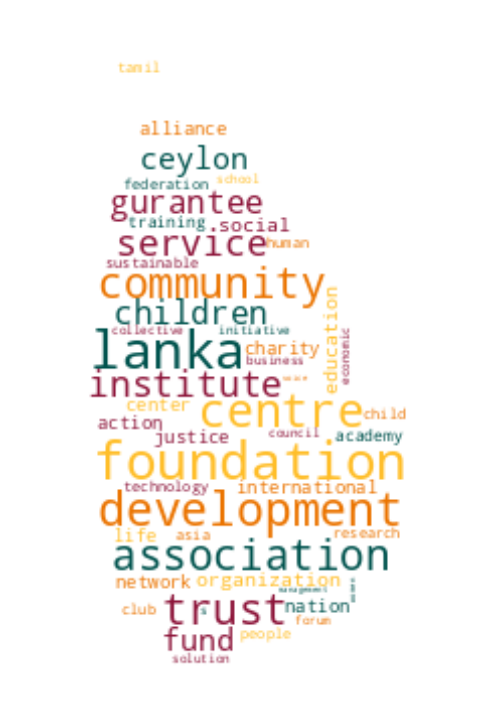 tamil
alliance
ceylon
federation school
gurantee
training .social
service human
sustainable
community
children
education
collective initiative
economic
lanka charity
business
institute
center centre child
action
justice council academy
foundation
technology international
development
life asia research
association
network organization
management
club trust s nation
forum
fund people
solution